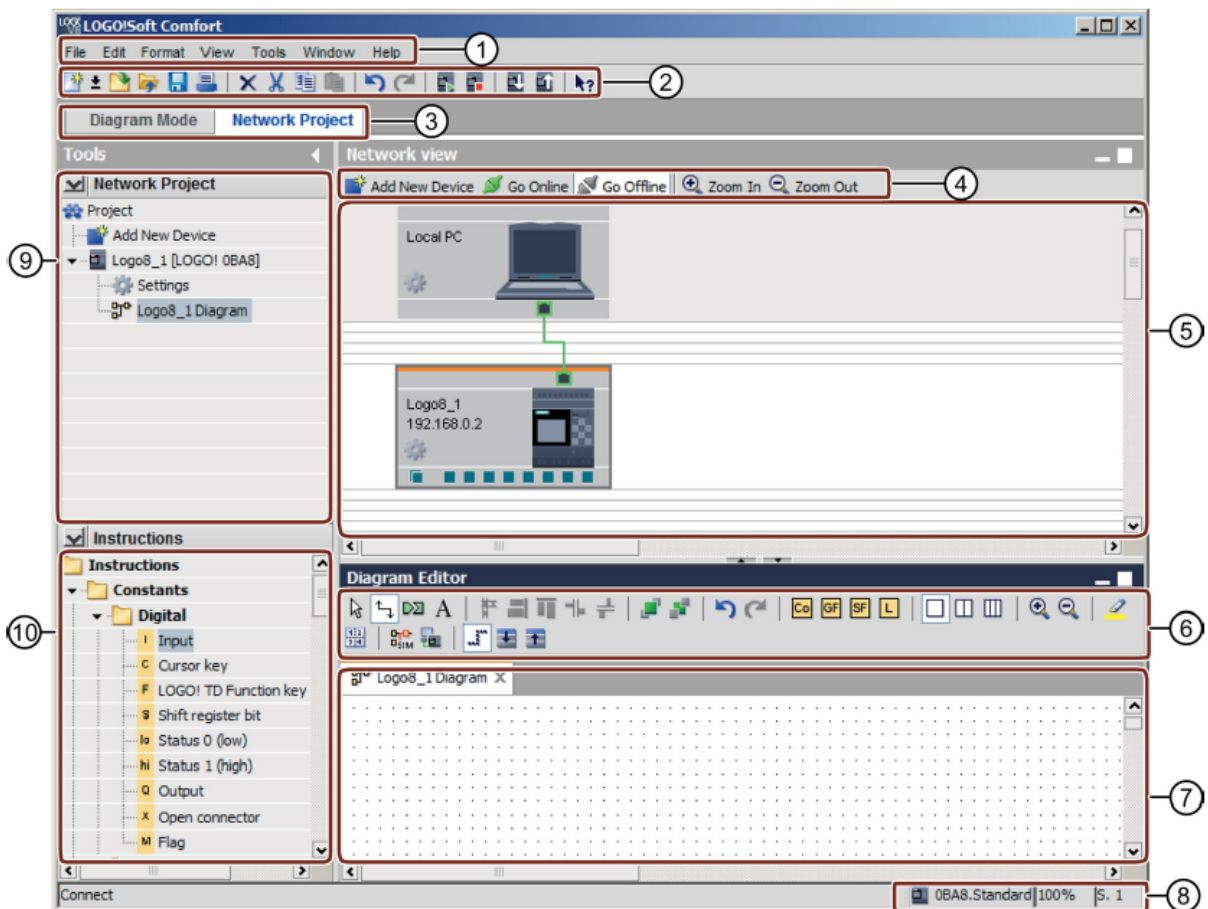 LOGO!Soft Comfort
File Edit Format View Tools Window Help
1
2
Diagram Mode Network Project
3
Tools
Network view
Network Project
Add New Device Go Online Go Offline Zoom In Zoom Out
4
Project
Add New Device
Logo8_1 [LOGO! 0BA8]
Settings
Logo8_1 Diagram
9
Local PC
5
Logo8_1
192.168.0.2
Instructions
Instructions
Constants
Digital
I Input
C Cursor key
F LOGO! TD Function key
S Shift register bit
lo Status 0 (low)
hi Status 1 (high)
Q Output
X Open connector
M Flag
10
Diagram Editor
A Co GF SF L
SIM
6
Logo8_1 Diagram X
7
Connect
0BA8.Standard 100% S. 1
8